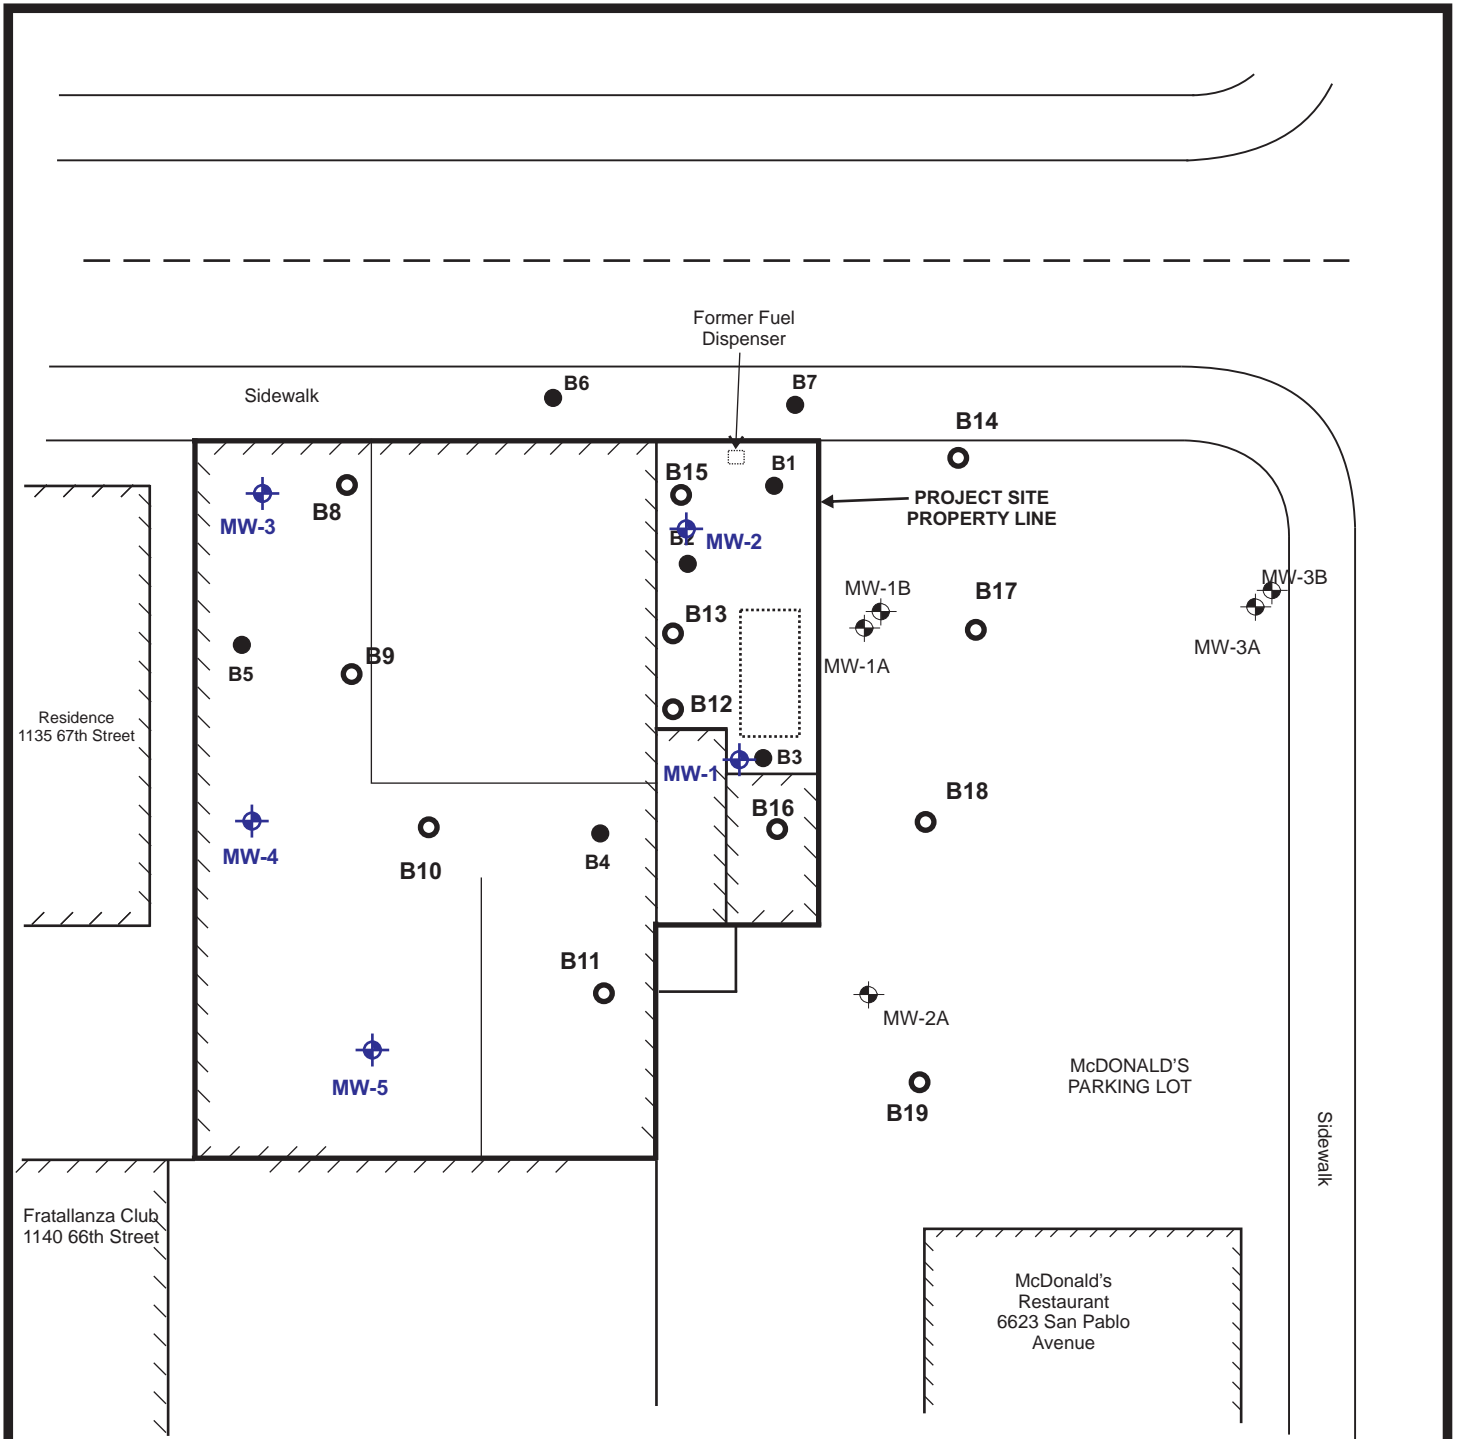 Former Fuel
Dispenser
B6
B7
Sidewalk
B14
B15
B1
PROJECT SITE
PROPERTY LINE
MW-3
B8
B2
MW-2
MW-1B
B17
MW-3B
B13
MW-1A
MW-3A
B5
B9
Residence
1135 67th Street
B12
MW-1
B3
B18
B16
MW-4
B10
B4
B11
MW-2A
MW-5
McDONALD'S
PARKING LOT
B19
Sidewalk
Fratallanza Club
1140 66th Street
McDonald's
Restaurant
6623 San Pablo
Avenue